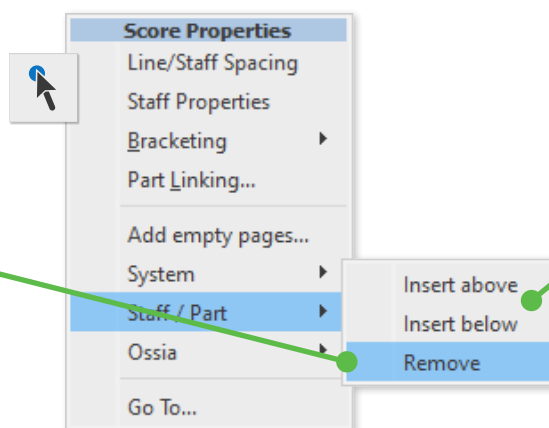 Score Properties
Line/Staff Spacing
Staff Properties
Bracketing
Part Linking...
Add empty pages...
System
Staff / Part
Ossia
Go To...
Insert above
Insert below
Remove